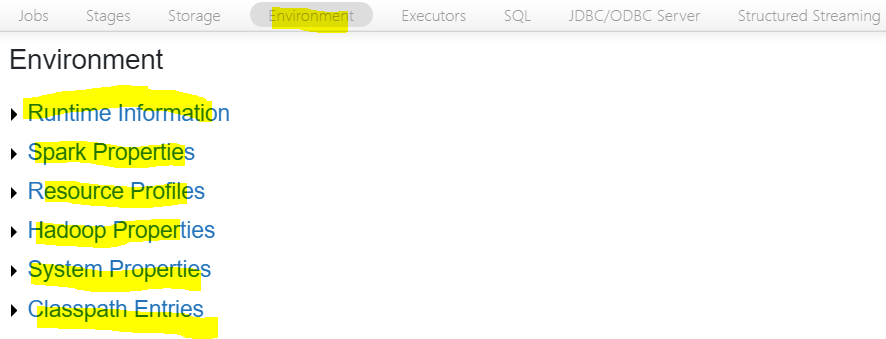 Jobs Stages Storage Environment Executors SQL JDBC/ODBC Server Structured Streaming
Environment
Runtime Information
Spark Properties
Resource Profiles
Hadoop Properties
System Properties
Classpath Entries